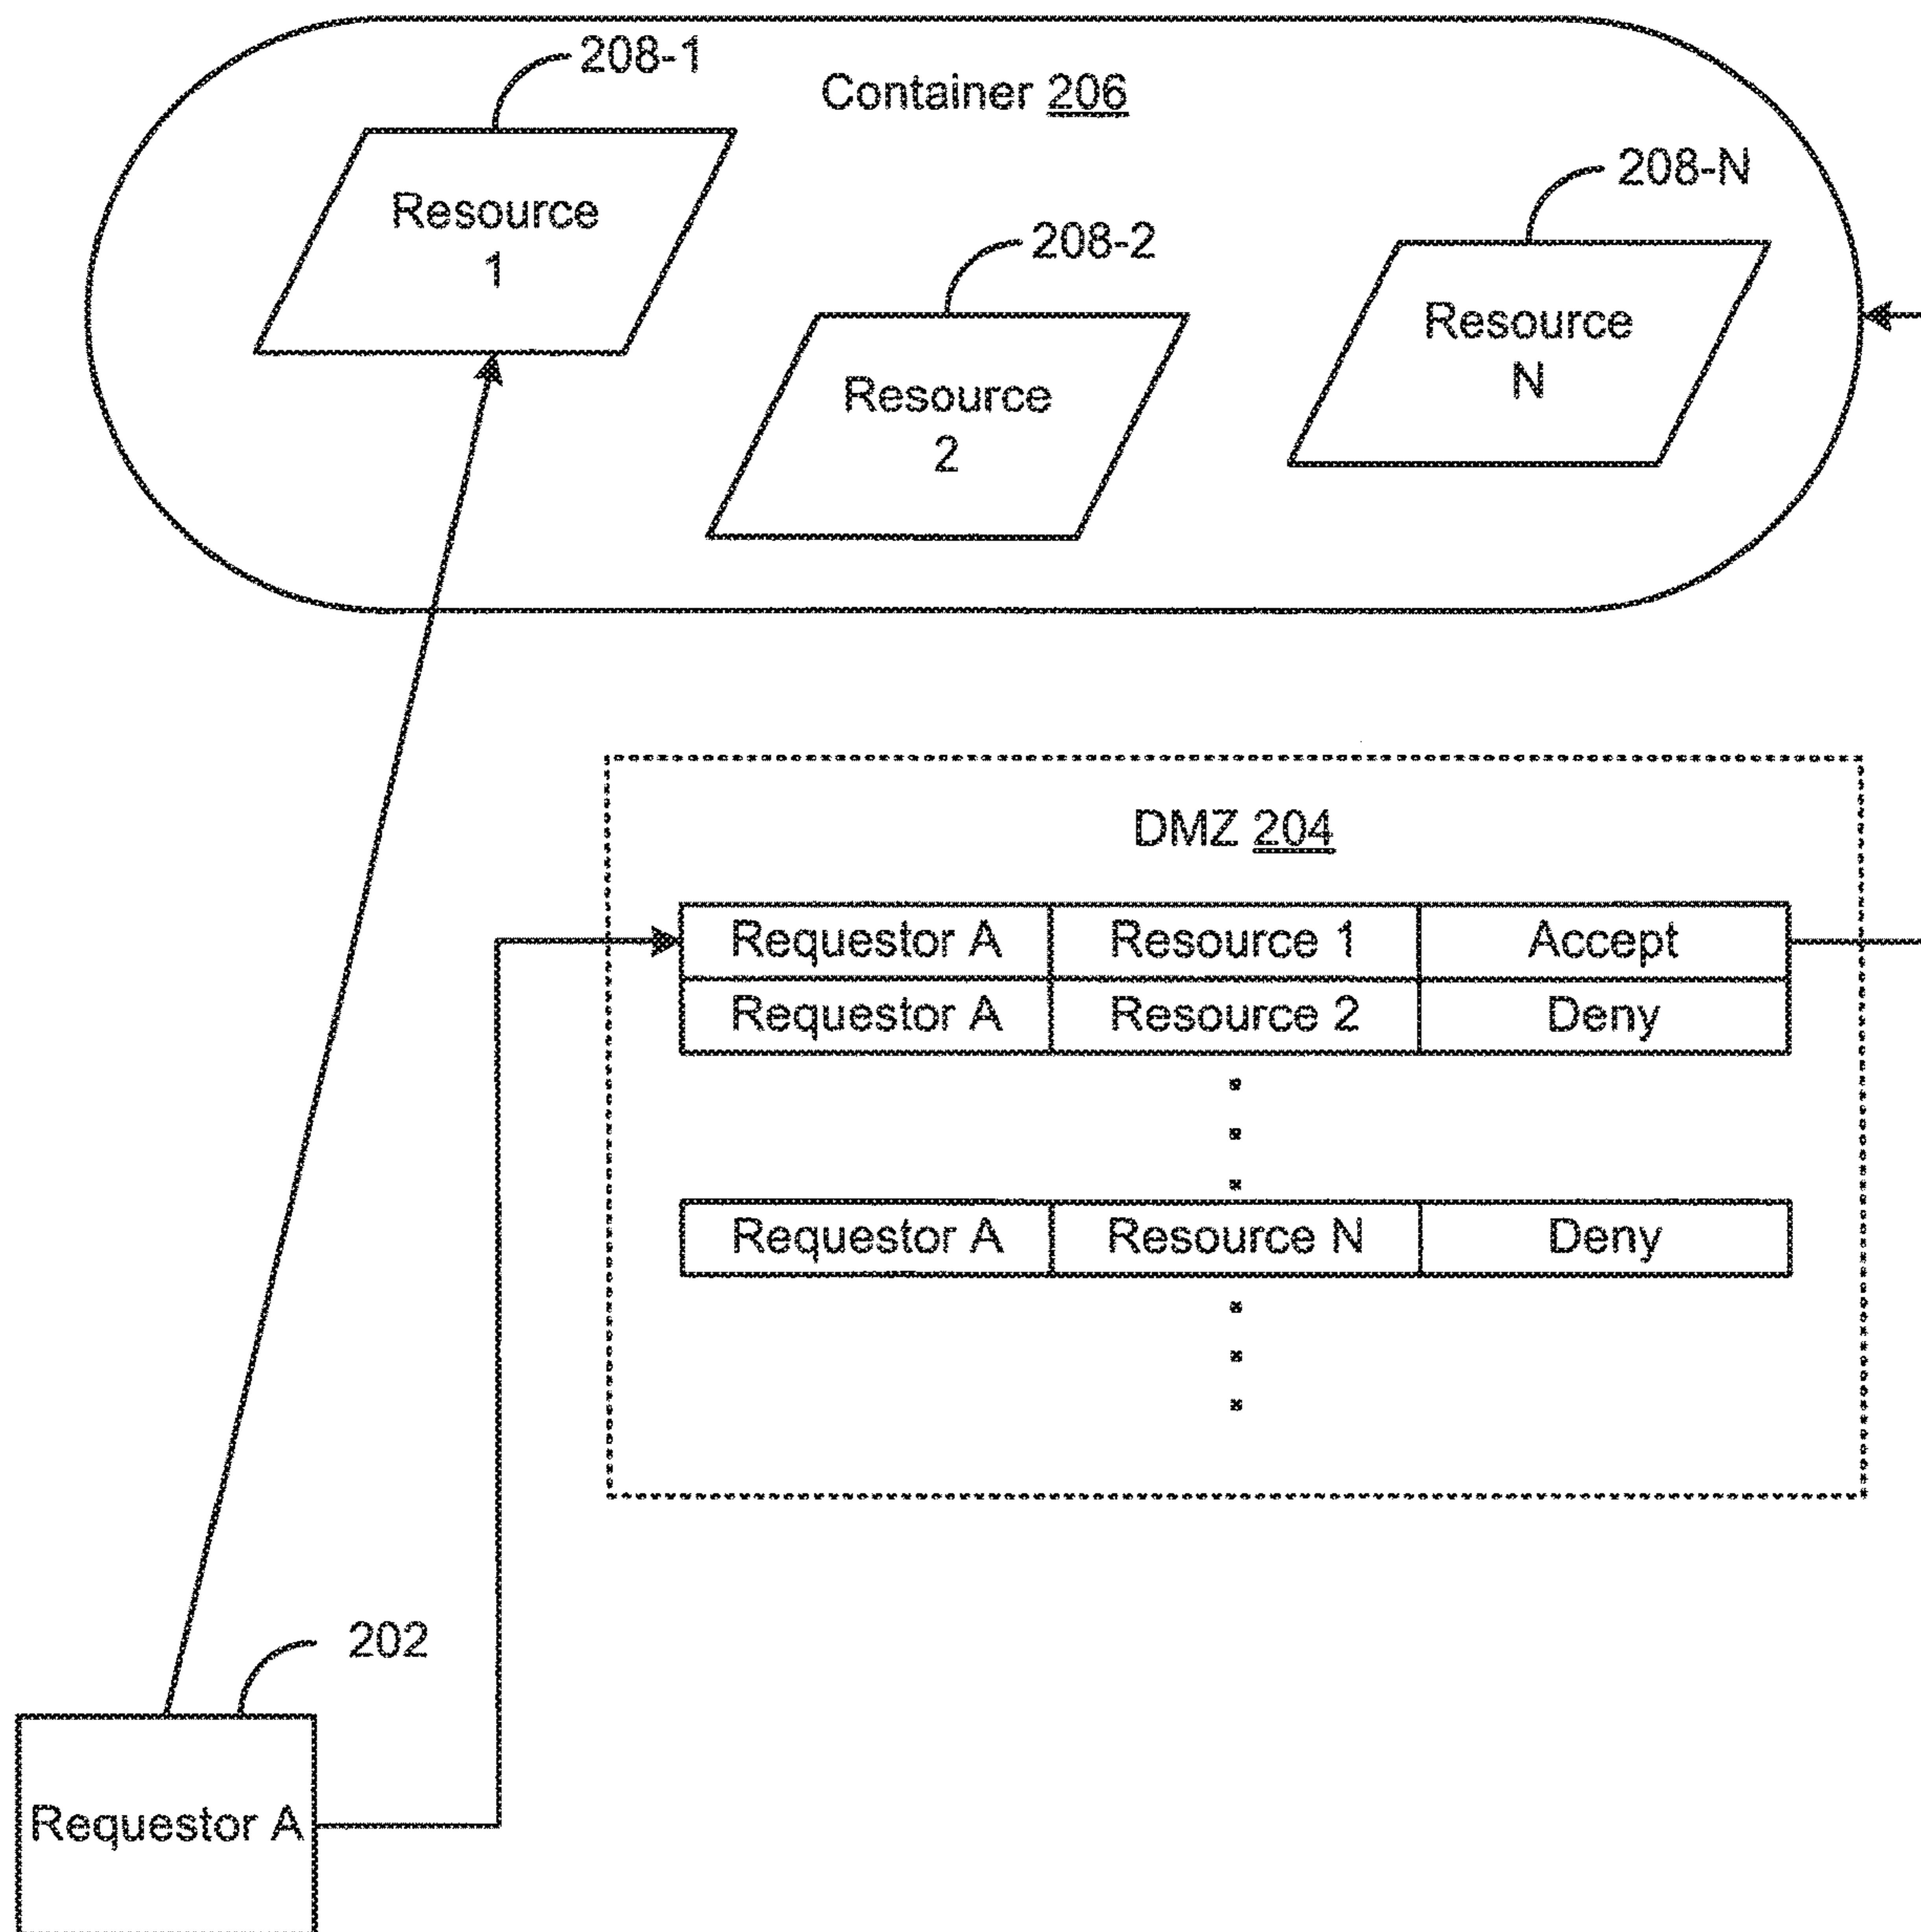 208-1
Container 206
208-N
Resource
1
208-2
Resource
N
Resource
2
DMZ 204
Requestor A Resource 1 Accept
Requestor A Resource 2 Deny
Requestor A Resource N Deny
202
Requestor A